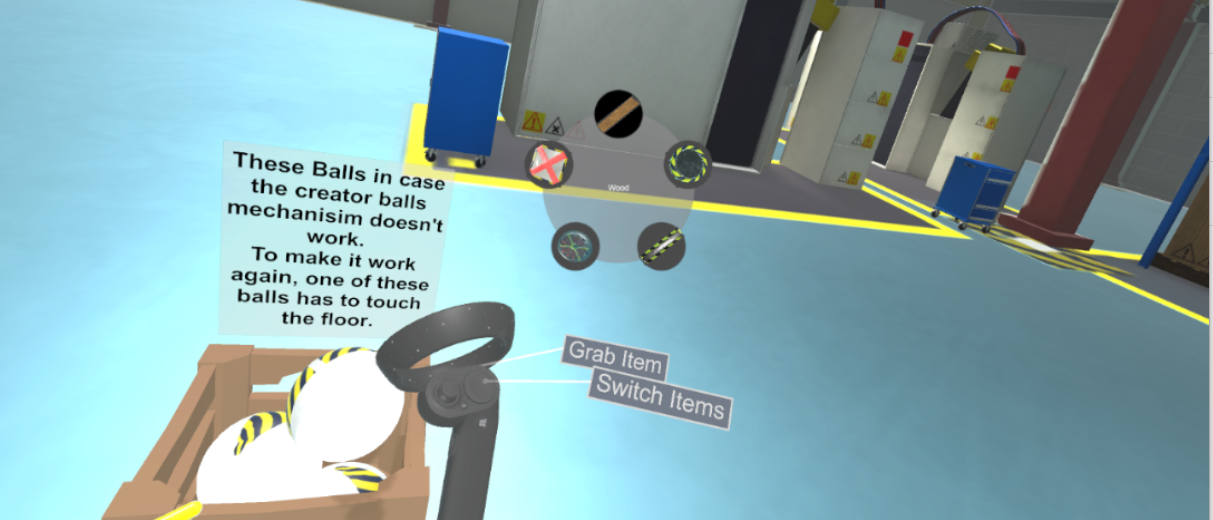 These Balls in case
the creator balls
mechanisim doesn't
work.
To make it work
again, one of these
balls has to touch
the floor.
Wood
Grab Item
Switch Items